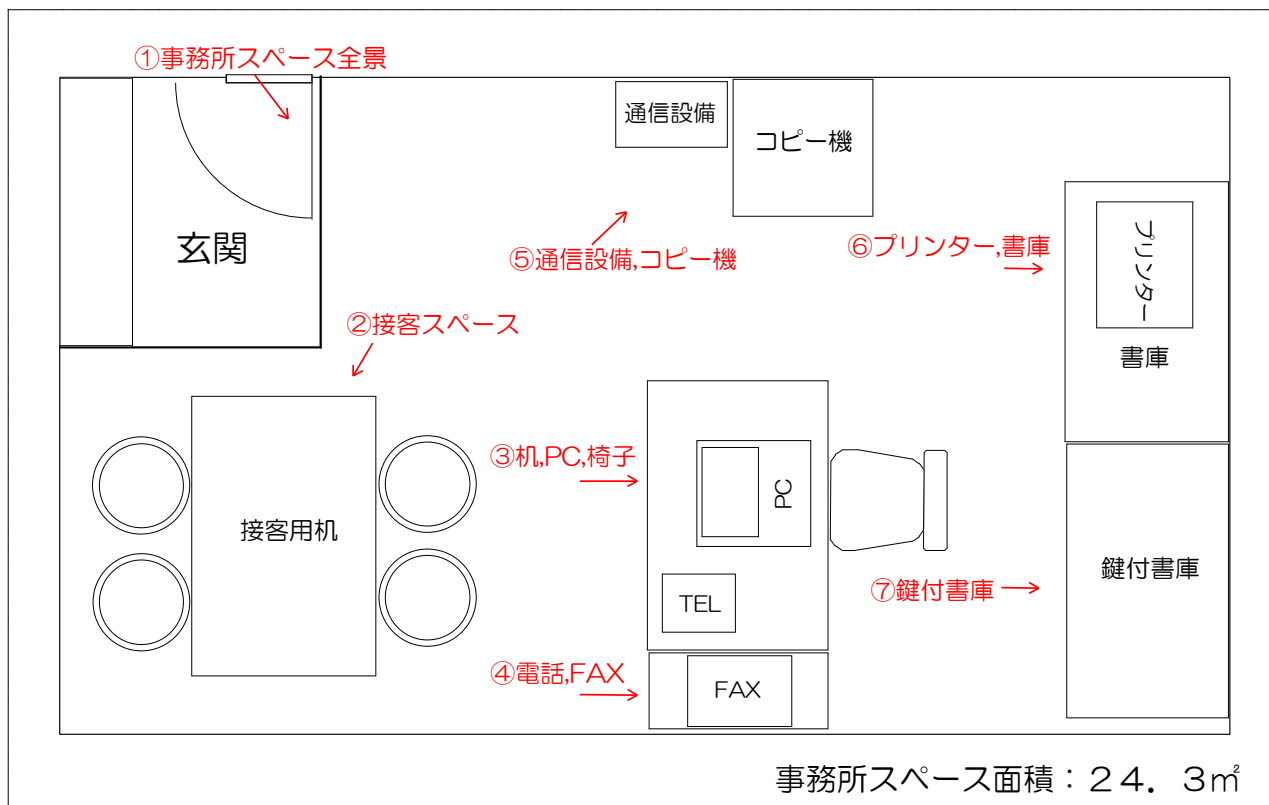 ①事務所スペース全景
通信設備
コピー機
玄関
⑤通信設備,コピー機
⑥プリンター,書庫
プリンター
書庫
②接客スペース
③机,PC,椅子
PC
接客用机
TEL
⑦鍵付書庫
鍵付書庫
④電話,FAX
FAX
事務所スペース面積：２４．３㎡